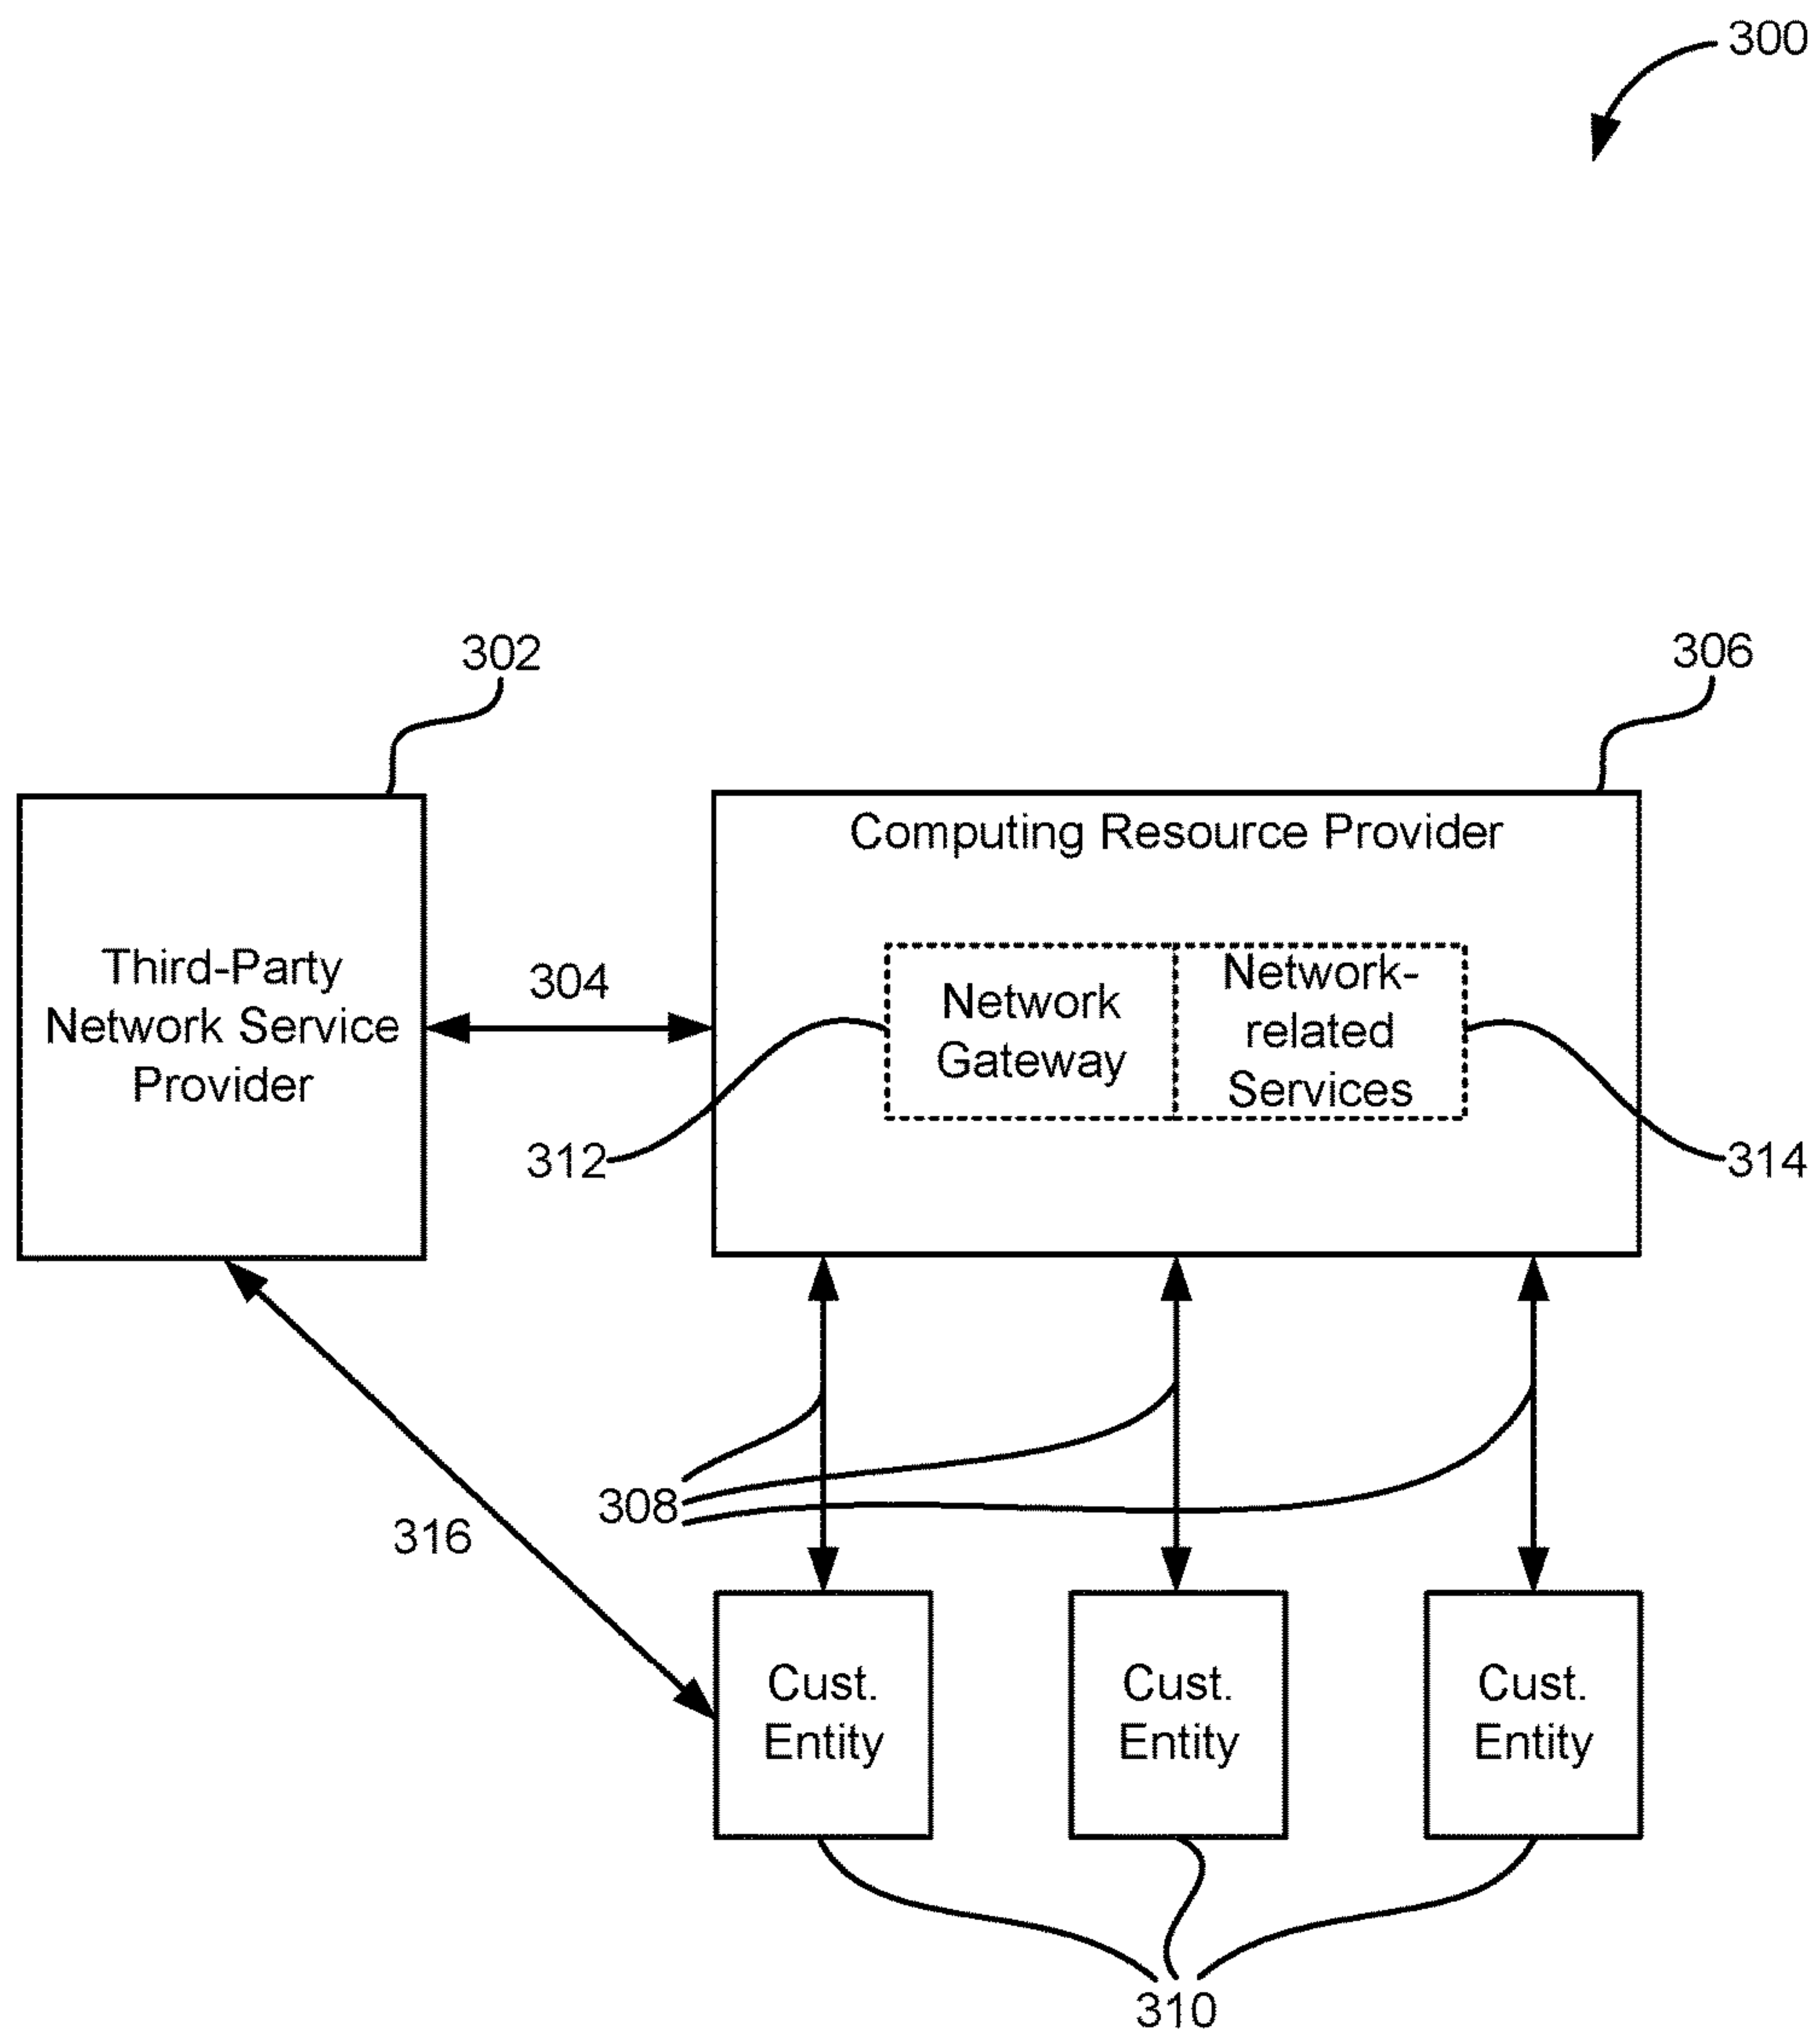 300
302
306
Computing Resource Provider
Third-Party
Network Service
Provider
304
Network
Gateway
Network-
related
Services
312
314
308
316
Cust.
Entity
Cust.
Entity
Cust.
Entity
310